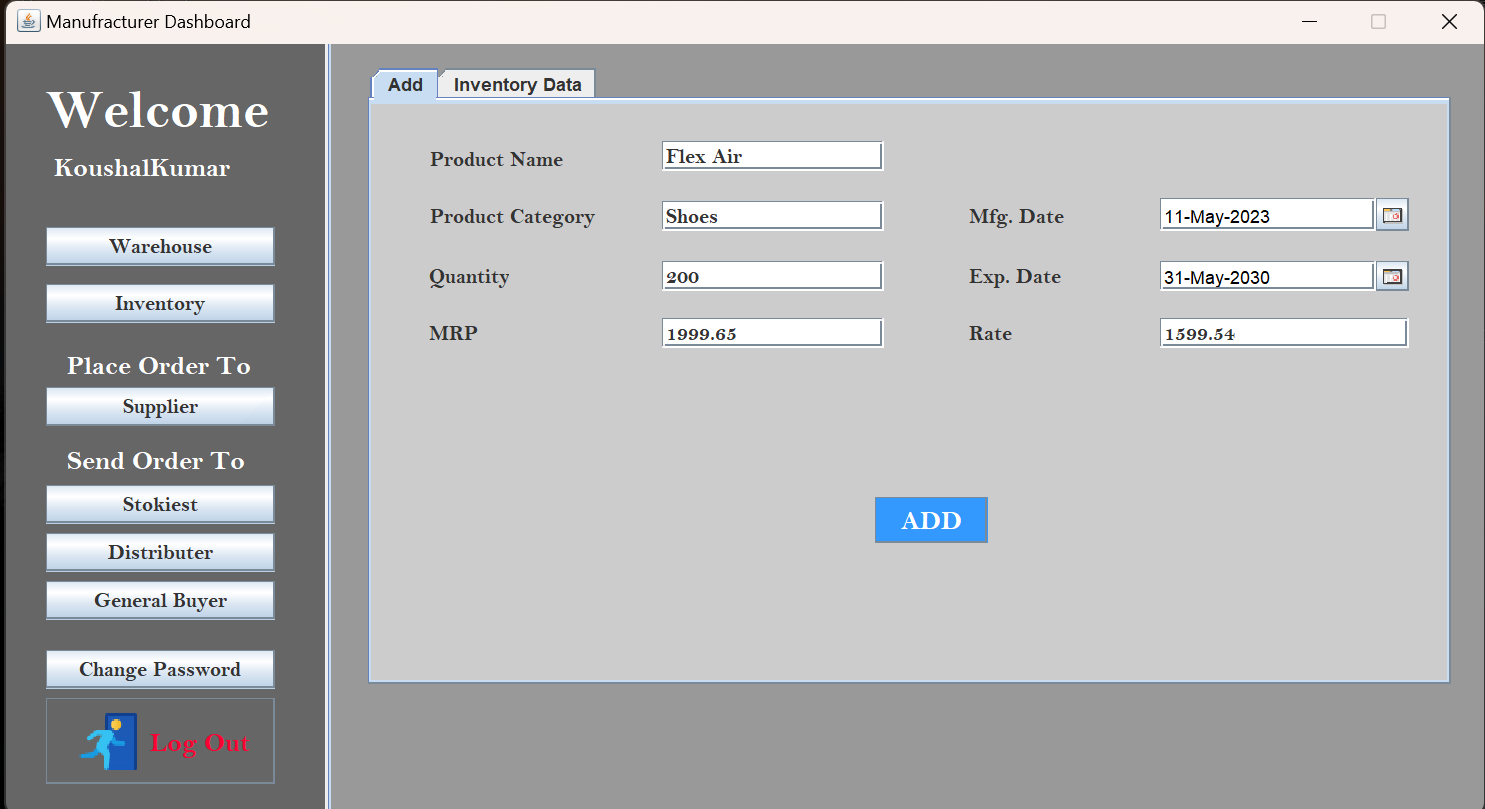 Manufracturer Dashboard
Welcome
KoushalKumar
Warehouse
Inventory
Place Order To
Supplier
Send Order To
Stokiest
Distributer
General Buyer
Change Password
Log Out
Add Inventory Data
Product Name Flex Air
Product Category Shoes Mfg. Date 11-May-2023
Quantity 200 Exp. Date 31-May-2030
MRP 1999.65 Rate 1599.54
ADD